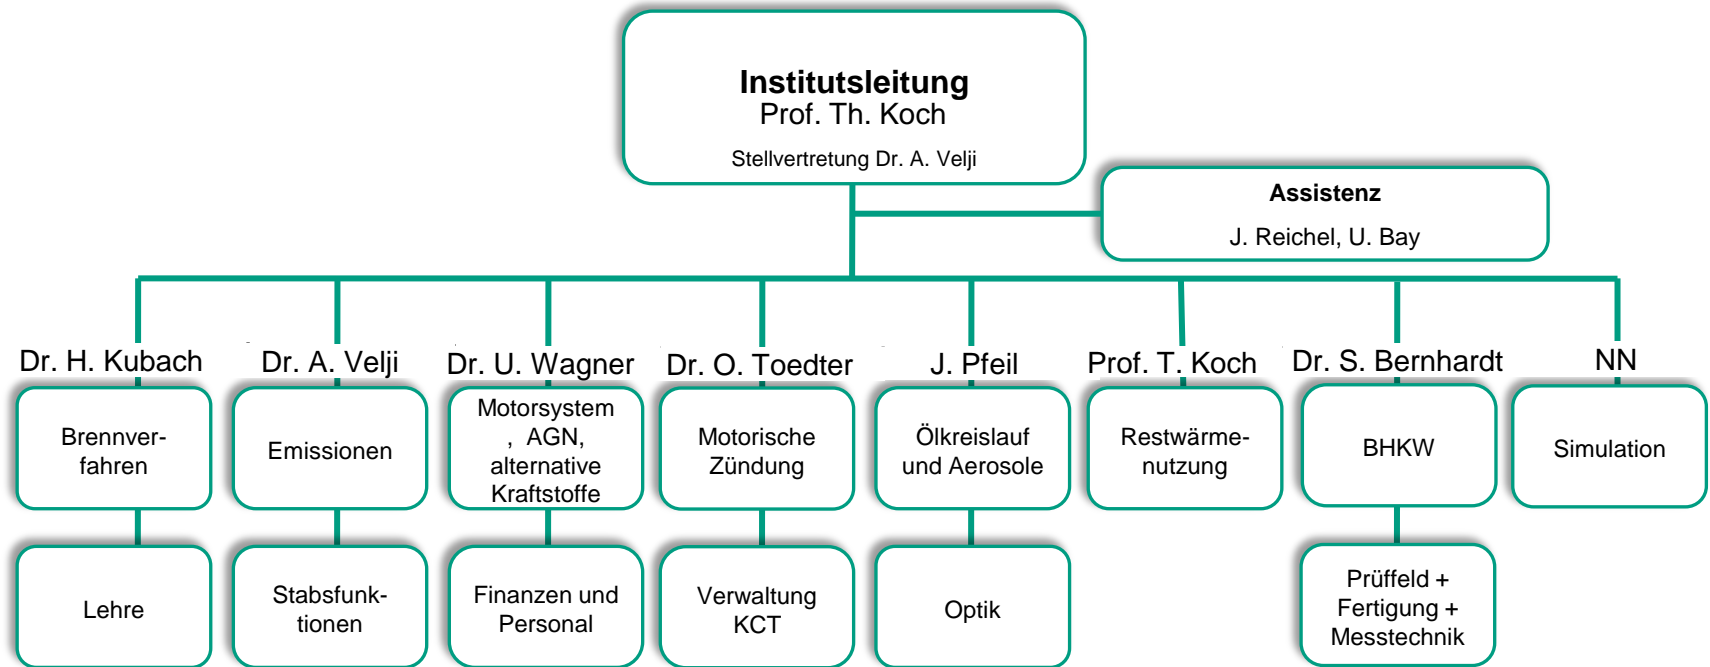 Institutsleitung
Prof. Th. Koch
Stellvertretung Dr. A. Velji
Assistenz
J. Reichel, U. Bay
Dr. H. Kubach
Dr. A. Velji
Dr. U. Wagner
Dr. O. Toedter
J. Pfeil
Prof. T. Koch
Dr. S. Bernhardt
NN
Brennver-
fahren
Emissionen
Motorsystem
, AGN,
alternative
Kraftstoffe
Motorische
Zündung
Ölkreislauf
und Aerosole
Restwärme-
nutzung
BHKW
Simulation
Lehre
Stabsfunk-
tionen
Finanzen und
Personal
Verwaltung
KCT
Optik
Prüffeld +
Fertigung +
Messtechnik